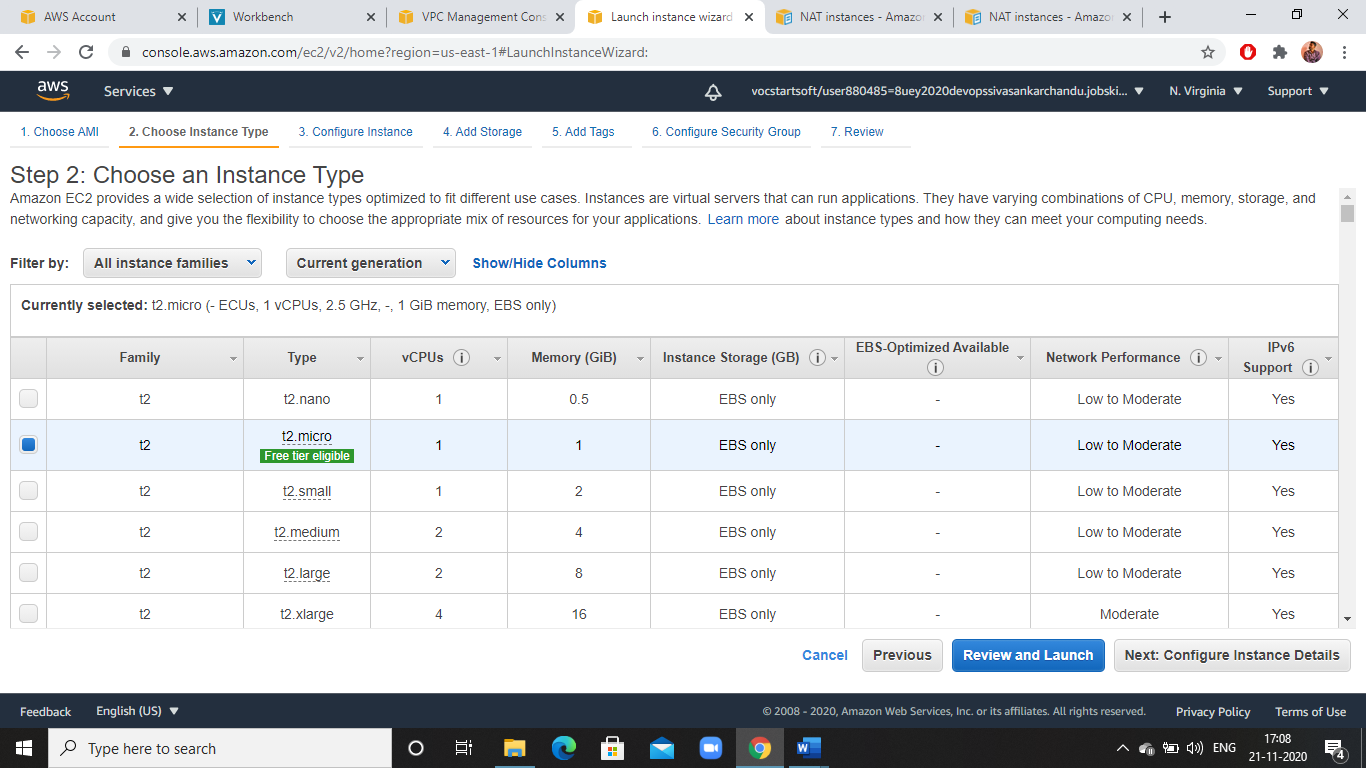 AWS Account
Workbench
VPC Management Cons
Launch instance wizard
NAT instances - Amazo
NAT instances - Amazo
console.aws.amazon.com/ec2/v2/home?region=us-east-1#LaunchInstanceWizard:
aws
Services
vocstartsoft/user880485=8uey2020devopssivasankarchandu.jobski...
N. Virginia
Support
1. Choose AMI
2. Choose Instance Type
3. Configure Instance
4. Add Storage
5. Add Tags
6. Configure Security Group
7. Review
Step 2: Choose an Instance Type
Amazon EC2 provides a wide selection of instance types optimized to fit different use cases. Instances are virtual servers that can run applications. They have varying combinations of CPU, memory, storage, and
networking capacity, and give you the flexibility to choose the appropriate mix of resources for your applications. Learn more about instance types and how they can meet your computing needs.
Filter by: All instance families Current generation Show/Hide Columns
Currently selected: t2.micro (- ECUs, 1 vCPUs, 2.5 GHz, -, 1 GiB memory, EBS only)
Family Type vCPUs i Memory (GiB) Instance Storage (GB) i EBS-Optimized Available i Network Performance i IPv6 Support i
t2 t2.nano 1 0.5 EBS only - Low to Moderate Yes
t2 t2.micro Free tier eligible 1 1 EBS only - Low to Moderate Yes
t2 t2.small 1 2 EBS only - Low to Moderate Yes
t2 t2.medium 2 4 EBS only - Low to Moderate Yes
t2 t2.large 2 8 EBS only - Low to Moderate Yes
t2 t2.xlarge 4 16 EBS only - Moderate Yes
Cancel Previous Review and Launch Next: Configure Instance Details
Feedback English (US) © 2008 - 2020, Amazon Web Services, Inc. or its affiliates. All rights reserved. Privacy Policy Terms of Use
Type here to search
ENG
17:08
21-11-2020
4